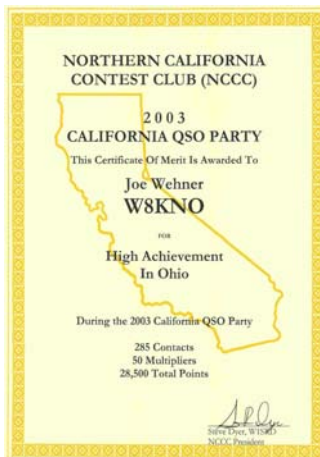 NORTHERN CALIFORNIA
CONTEST CLUB (NCCC)
2003
CALIFORNIA QSO PARTY
This Certificate Of Merit Is Awarded To
Joe Wehner
W8KNO
FOR
High Achievement
In Ohio
During the 2003 California QSO Party
285 Contacts
50 Multipliers
28,500 Total Points
Steve Dyer, W1SRD
NCCC President